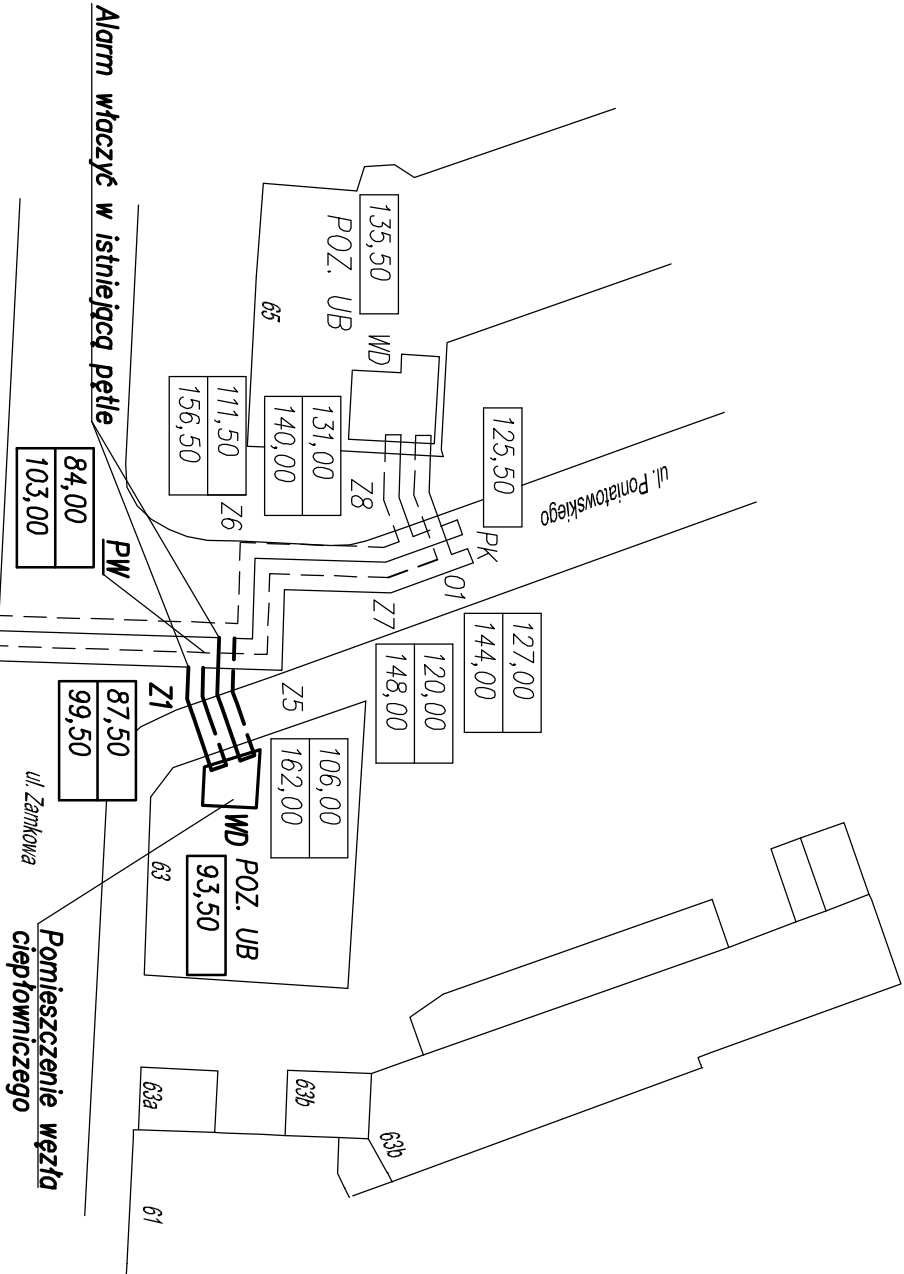 Alarm włączyć w istniejącą pętle
135,50
POZ. UB
WD
65
125,50
ul. Poniatowskiego
131,00
140,00
111,50
156,50
Z8
Z6
PK
O1
Z7
84,00
103,00
PW
127,00
144,00
120,00
148,00
Z5
Z1
87,50
99,50
106,00
162,00
ul. Zamkowa
WD POZ. UB
93,50
63
Pomieszczenie węzła
ciepłowniczego
63a
63b
63b
61